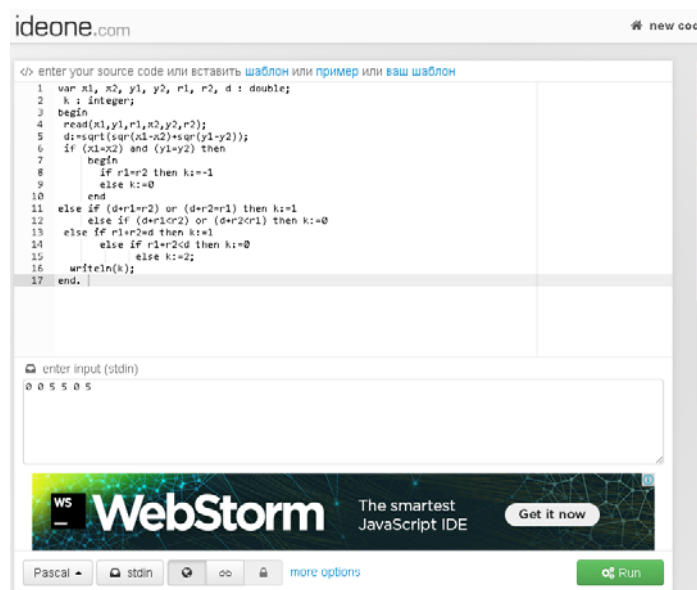 ideone.com
new cod
</> enter your source code или вставить шаблон или пример или ваш шаблон
1 var x1, x2, y1, y2, r1, r2, d : double;
2 k : integer;
3 begin
4 read(x1,y1,r1,x2,y2,r2);
5 d:=sqrt(sqr(x1-x2)+sqr(y1-y2));
6 if (x1=x2) and (y1=y2) then
7 begin
8 if r1=r2 then k:=-1
9 else k:=0
10 end
11 else if (d+r1=r2) or (d+r2=r1) then k:=1
12 else if (d+r1<r2) or (d+r2<r1) then k:=0
13 else if r1+r2=d then k:=1
14 else if r1+r2<d then k:=0
15 else k:=2;
16 writeln(k);
17 end.
enter input (stdin)
0 0 5 5 0 5
WS WebStorm
The smartest
JavaScript IDE
Get it now
Pascal stdin more options Run